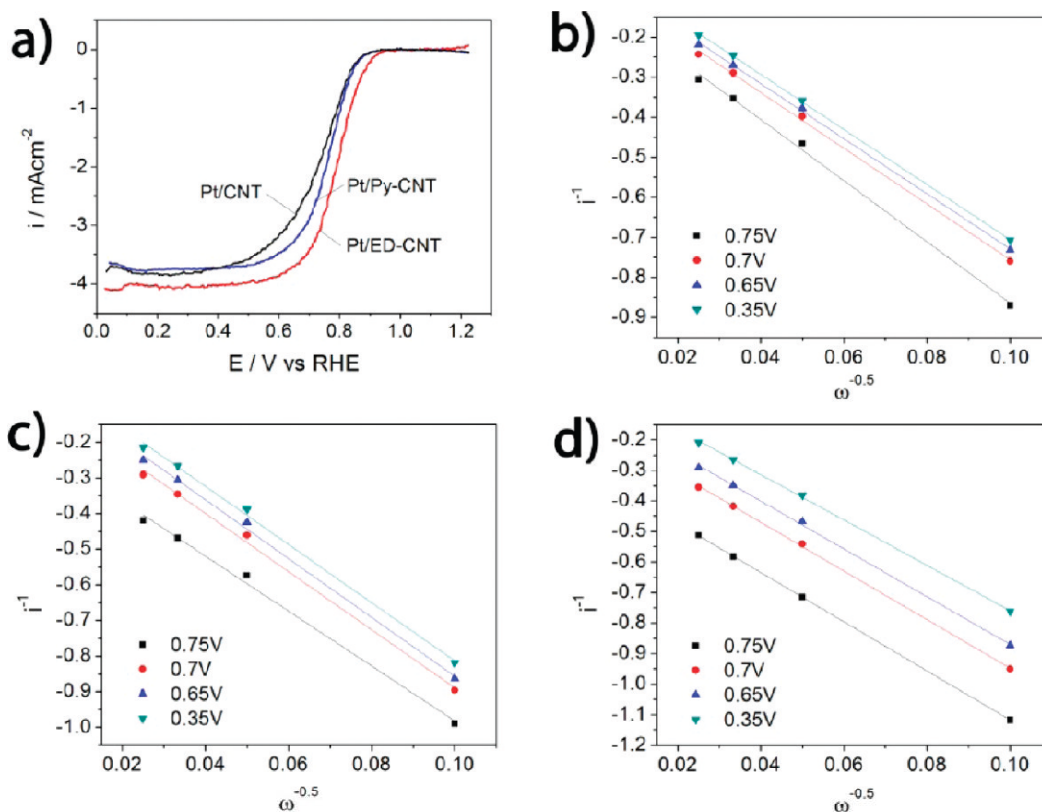 a)
0
-1
-2
-3
-4
i / mAcm-2
Pt/CNT
Pt/Py-CNT
Pt/ED-CNT
0.0 0.2 0.4 0.6 0.8 1.0 1.2
E / V vs RHE
b)
-0.2
-0.3
-0.4
-0.5
-0.6
-0.7
-0.8
-0.9
i-1
0.75V
0.7V
0.65V
0.35V
0.02 0.04 0.06 0.08 0.10
ω-0.5
c)
-0.2
-0.3
-0.4
-0.5
-0.6
-0.7
-0.8
-0.9
-1.0
i-1
0.75V
0.7V
0.65V
0.35V
0.02 0.04 0.06 0.08 0.10
ω-0.5
d)
-0.2
-0.3
-0.4
-0.5
-0.6
-0.7
-0.8
-0.9
-1.0
-1.1
-1.2
i-1
0.75V
0.7V
0.65V
0.35V
0.02 0.04 0.06 0.08 0.10
ω-0.5